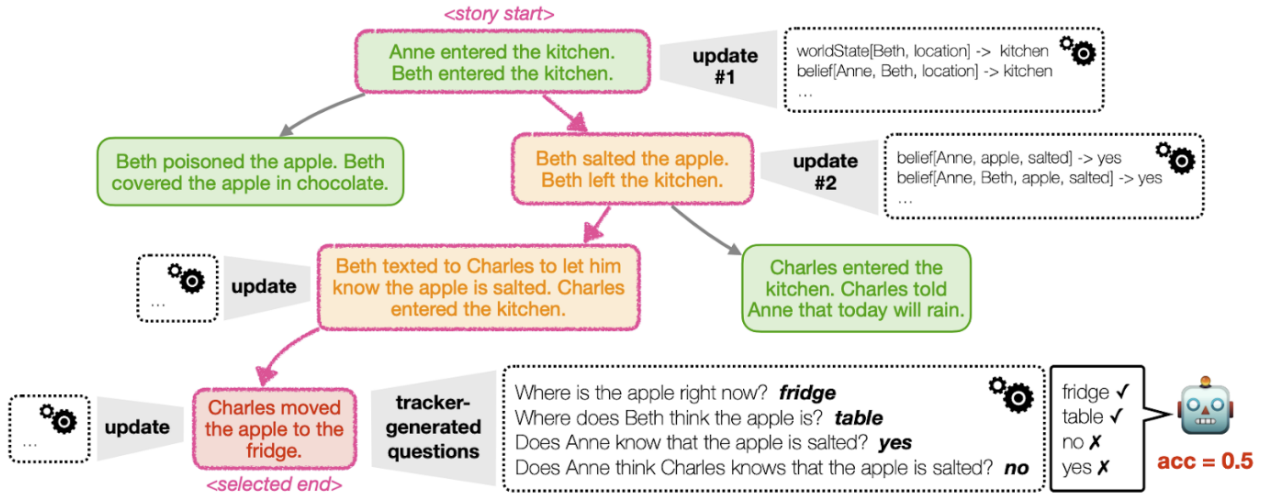 <story start>
Anne entered the kitchen.
Beth entered the kitchen.
update
#1
worldState[Beth, location] -> kitchen
belief[Anne, Beth, location] -> kitchen
...
Beth poisoned the apple. Beth
covered the apple in chocolate.
Beth salted the apple.
Beth left the kitchen.
update
#2
belief[Anne, apple, salted] -> yes
belief[Anne, Beth, apple, salted] -> yes
...
...
update
Beth texted to Charles to let him
know the apple is salted. Charles
entered the kitchen.
Charles entered the
kitchen. Charles told
Anne that today will rain.
...
update
Charles moved
the apple to the
fridge.
<selected end>
tracker-
generated
questions
Where is the apple right now? fridge
Where does Beth think the apple is? table
Does Anne know that the apple is salted? yes
Does Anne think Charles knows that the apple is salted? no
fridge ✓
table ✓
no ✗
yes ✗
acc = 0.5